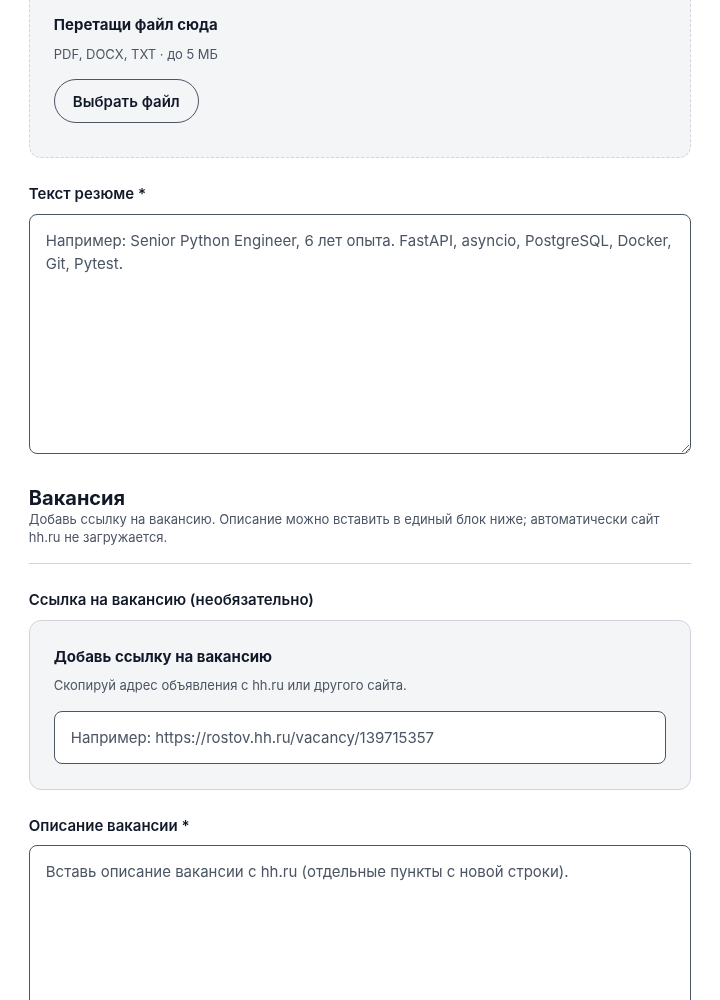 Перетащи файл сюда
PDF, DOCX, TXT · до 5 МБ
Выбрать файл
Текст резюме *
Например: Senior Python Engineer, 6 лет опыта. FastAPI, asyncio, PostgreSQL, Docker,
Git, Pytest.
Вакансия
Добавь ссылку на вакансию. Описание можно вставить в единый блок ниже; автоматически сайт
hh.ru не загружается.
Ссылка на вакансию (необязательно)
Добавь ссылку на вакансию
Скопируй адрес объявления с hh.ru или другого сайта.
Например: https://rostov.hh.ru/vacancy/139715357
Описание вакансии *
Вставь описание вакансии с hh.ru (отдельные пункты с новой строки).